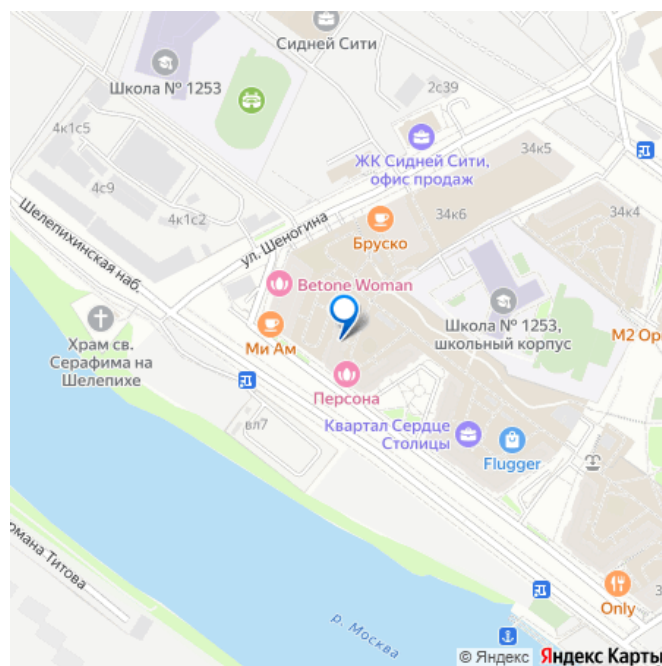 Сидней Сити
Школа № 1253
2с39
4к1с5
ЖК Сидней Сити,
офис продаж
34к5
4с9
4к1с2
34к6
34к4
Шелепихинская наб.
ул. Шеногина
Бруско
Betone Woman
Храм св.
Серафима на
Шелепихе
Ми Ам
Школа № 1253,
школьный корпус
М2 Ор
Персона
вл7
Квартал Сердце
Столицы
Flugger
омана Титова
р. Москва
Only
34к
© Яндекс Яндекс Карты